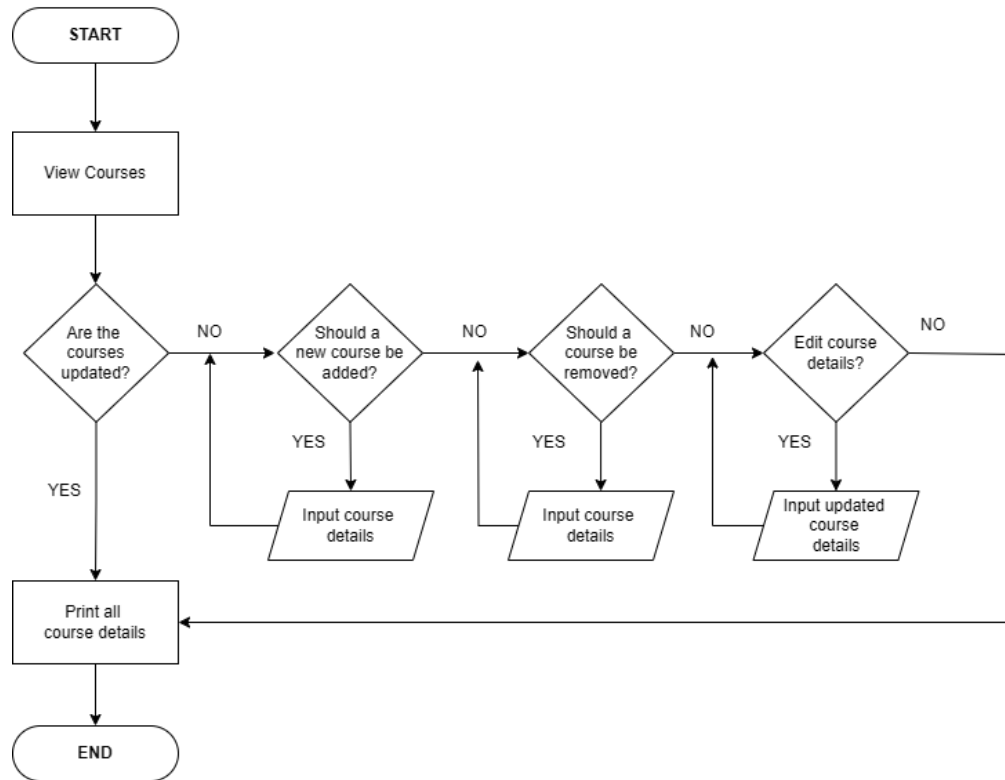 START
View Courses
Are the
courses
updated?
NO
Should a
new course be
added?
NO
Should a
course be
removed?
NO
Edit course
details?
NO
YES
YES
YES
YES
Input course
details
Input course
details
Input updated
course
details
Print all
course details
END